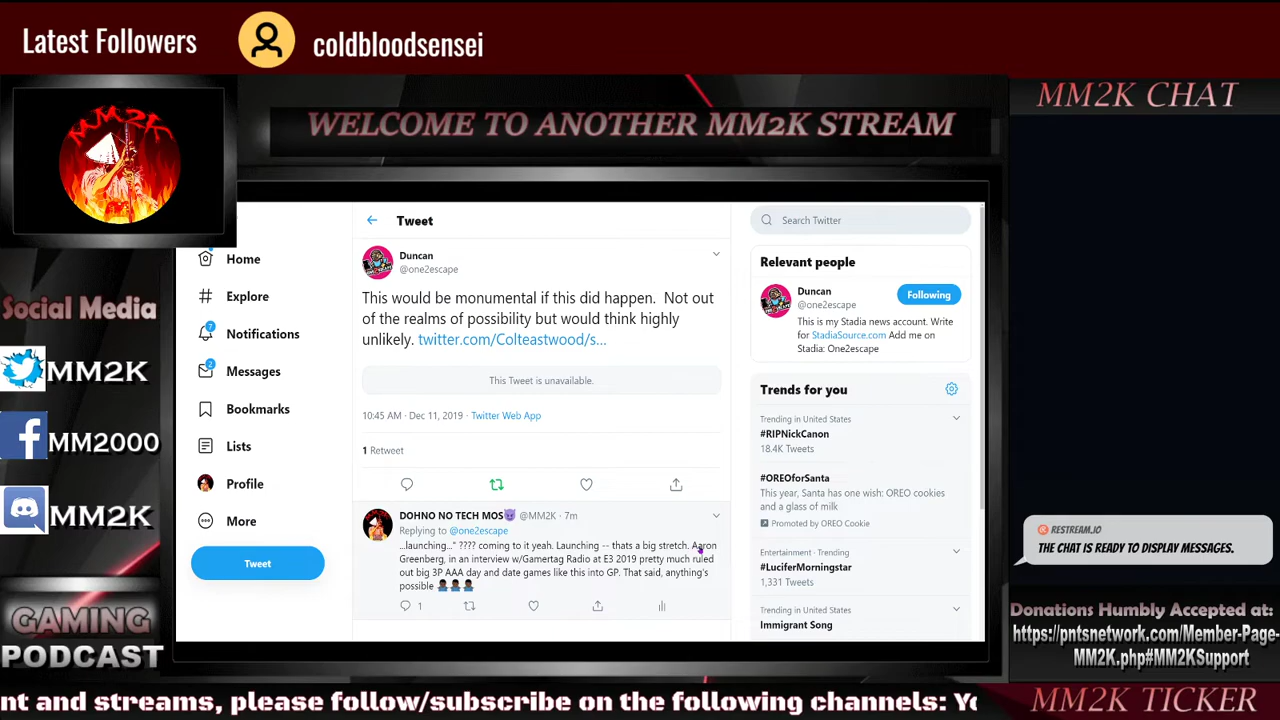 Latest Followers
coldbloodsensei
MM2K
WELCOME TO ANOTHER MM2K STREAM
MM2K CHAT
Social Media
MM2K
MM2000
MM2K
GAMING
PODCAST
Home
Explore
7
Notifications
2
Messages
Bookmarks
Lists
Profile
More
Tweet
Tweet
Duncan
@one2escape
This would be monumental if this did happen. Not out
of the realms of possibility but would think highly
unlikely. twitter.com/Colteastwood/s...
This Tweet is unavailable.
10:45 AM · Dec 11, 2019 · Twitter Web App
1 Retweet
DOHNO NO TECH MOS😈 @MM2K · 7m
Replying to @one2escape
...launching..." ???? coming to it yeah. Launching -- thats a big stretch. Aaron
Greenberg, in an interview w/Gamertag Radio at E3 2019 pretty much ruled
out big 3P AAA day and date games like this into GP. That said, anything's
possible 🤷🏿‍♂️🤷🏿‍♂️🤷🏿‍♂️
1
Search Twitter
Relevant people
Duncan
@one2escape
Following
This is my Stadia news account. Write
for StadiaSource.com Add me on
Stadia: One2escape
Trends for you
Trending in United States
#RIPNickCanon
18.4K Tweets
#OREOforSanta
This year, Santa has one wish: OREO cookies
and a glass of milk
Promoted by OREO Cookie
Entertainment · Trending
#LuciferMorningstar
1,331 Tweets
Trending in United States
Immigrant Song
RESTREAM.IO
THE CHAT IS READY TO DISPLAY MESSAGES.
Donations Humbly Accepted at:
https://pntsnetwork.com/Member-Page-
MM2K.php#MM2KSupport
nt and streams, please follow/subscribe on the following channels: Yo
MM2K TICKER